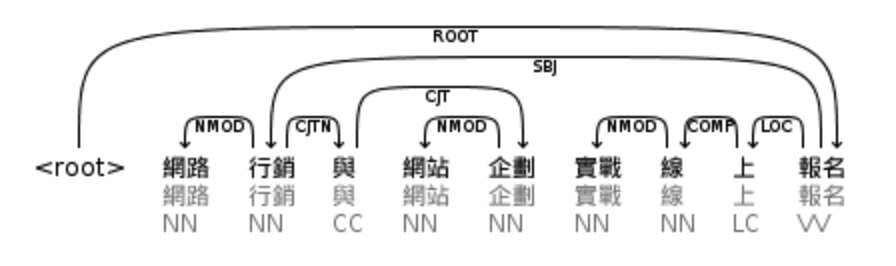 ROOT
SBJ
CJT
NMOD CJTN NMOD NMOD COMP LOC
<root> 網路 行銷 與 網站 企劃 實戰 線 上 報名
網路 行銷 與 網站 企劃 實戰 線 上 報名
NN NN CC NN NN NN NN LC VV